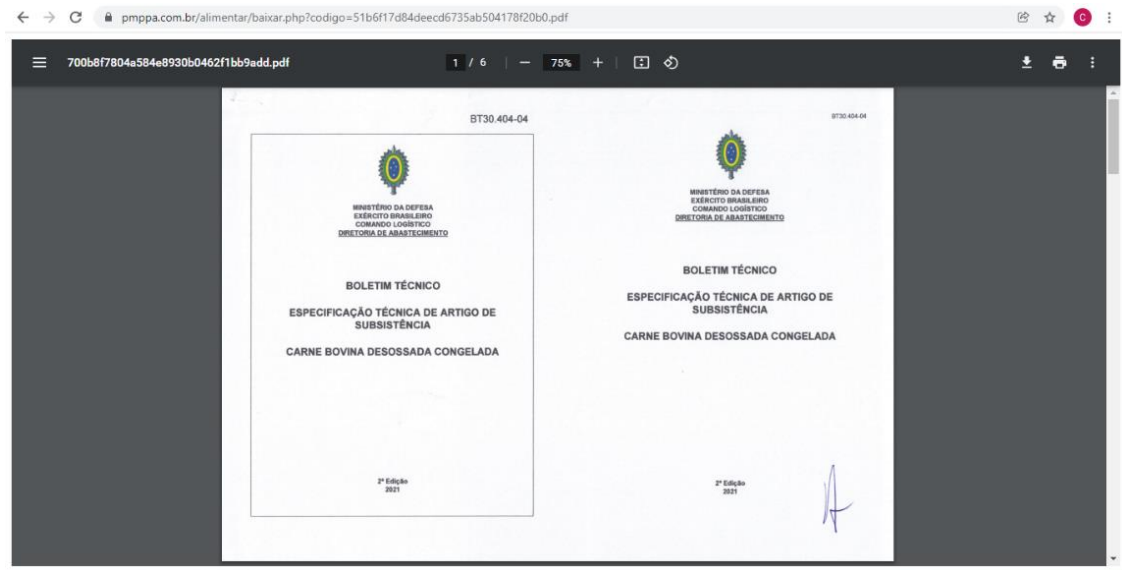 pmppa.com.br/alimentar/baixar.php?codigo=51b6f17d84deecd6735ab504178f20b0.pdf
C
700b8f7804a584e8930b0462f1bb9add.pdf
1 / 6
75%
BT30.404-04
MINISTÉRIO DA DEFESA
EXÉRCITO BRASILEIRO
COMANDO LOGÍSTICO
DIRETORIA DE ABASTECIMENTO
BOLETIM TÉCNICO
ESPECIFICAÇÃO TÉCNICA DE ARTIGO DE
SUBSISTÊNCIA
CARNE BOVINA DESOSSADA CONGELADA
2ª Edição
2021
BT30.404-04
MINISTÉRIO DA DEFESA
EXÉRCITO BRASILEIRO
COMANDO LOGÍSTICO
DIRETORIA DE ABASTECIMENTO
BOLETIM TÉCNICO
ESPECIFICAÇÃO TÉCNICA DE ARTIGO DE
SUBSISTÊNCIA
CARNE BOVINA DESOSSADA CONGELADA
2ª Edição
2021